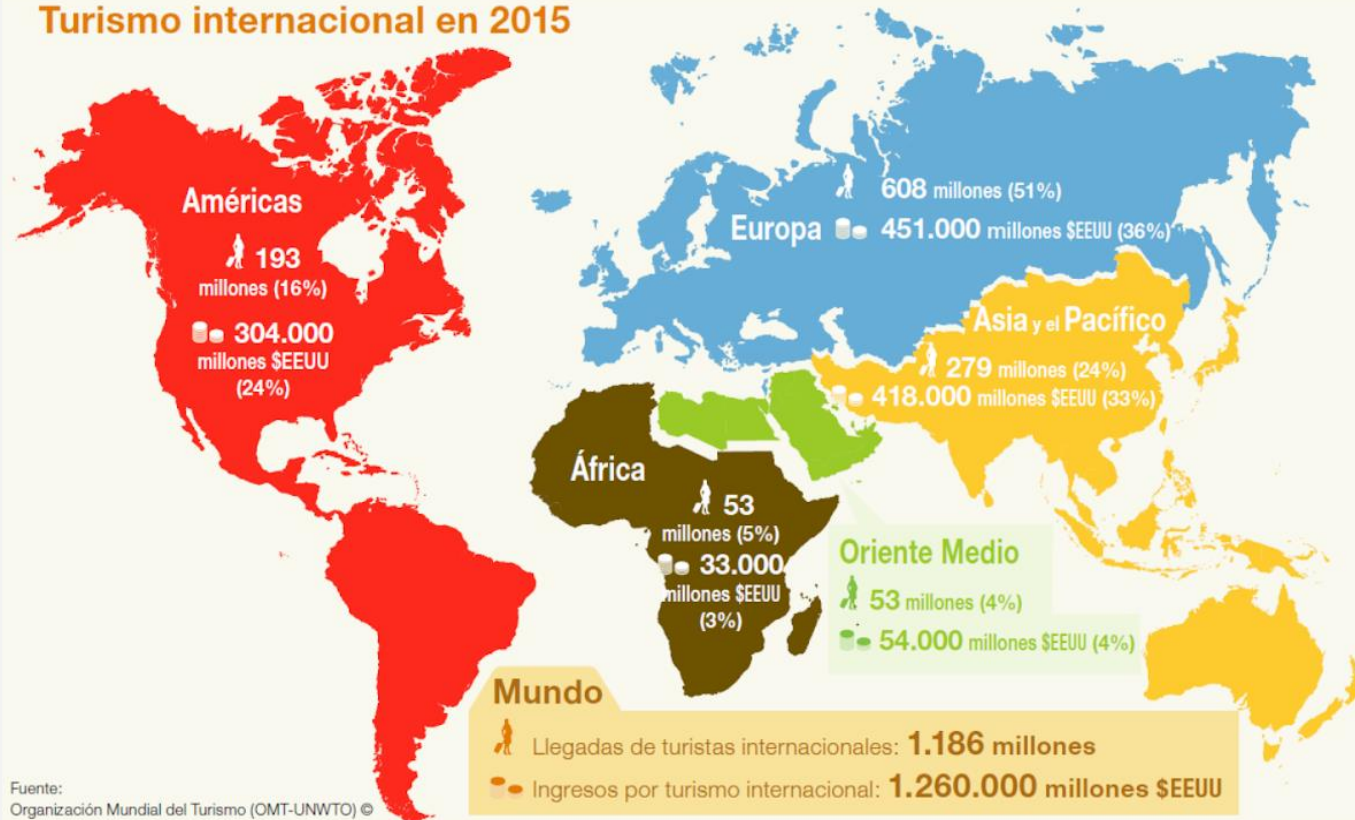 Turismo internacional en 2015
Américas
193
millones (16%)
304.000
millones $EEUU
(24%)
608 millones (51%)
Europa 451.000 millones $EEUU (36%)
Asia y el Pacífico
279 millones (24%)
418.000 millones $EEUU (33%)
África
53
millones (5%)
33.000
millones $EEUU
(3%)
Oriente Medio
53 millones (4%)
54.000 millones $EEUU (4%)
Mundo
Llegadas de turistas internacionales: 1.186 millones
Ingresos por turismo internacional: 1.260.000 millones $EEUU
Fuente:
Organización Mundial del Turismo (OMT-UNWTO) ©